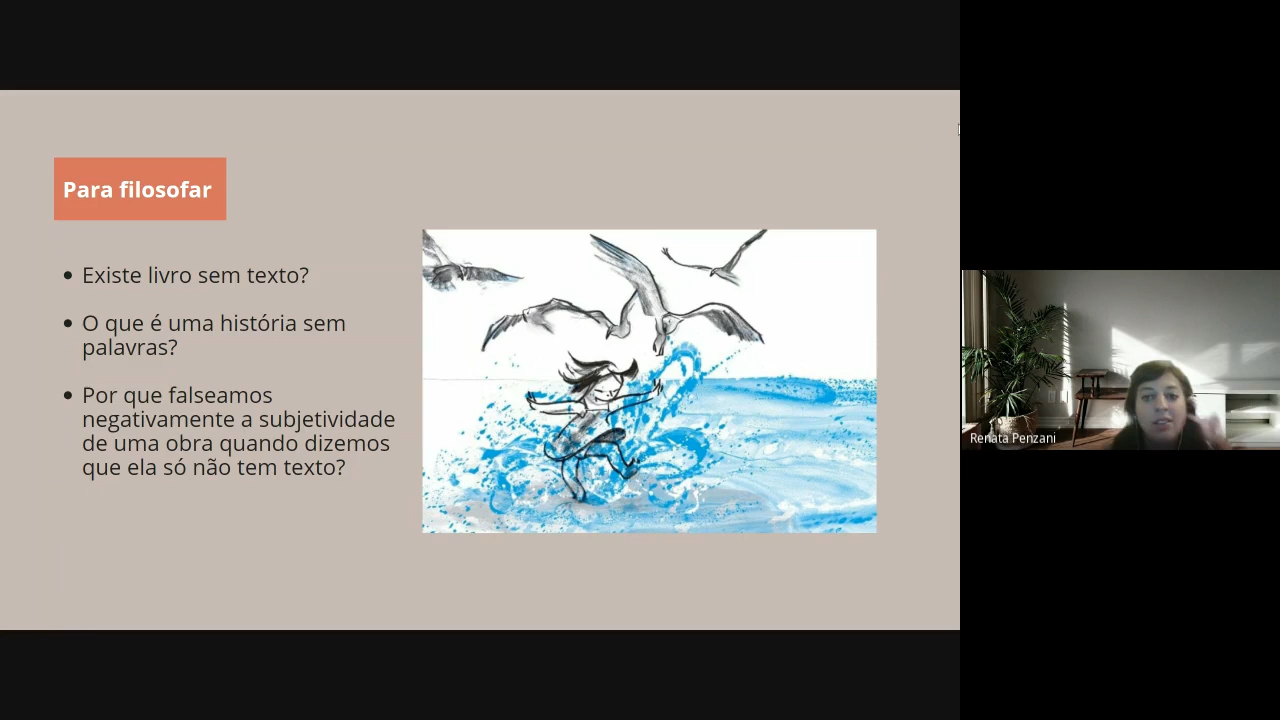 Para filosofar
Existe livro sem texto?
O que é uma história sem
palavras?
Por que falseamos
negativamente a subjetividade
de uma obra quando dizemos
que ela só não tem texto?
Renata Penzani